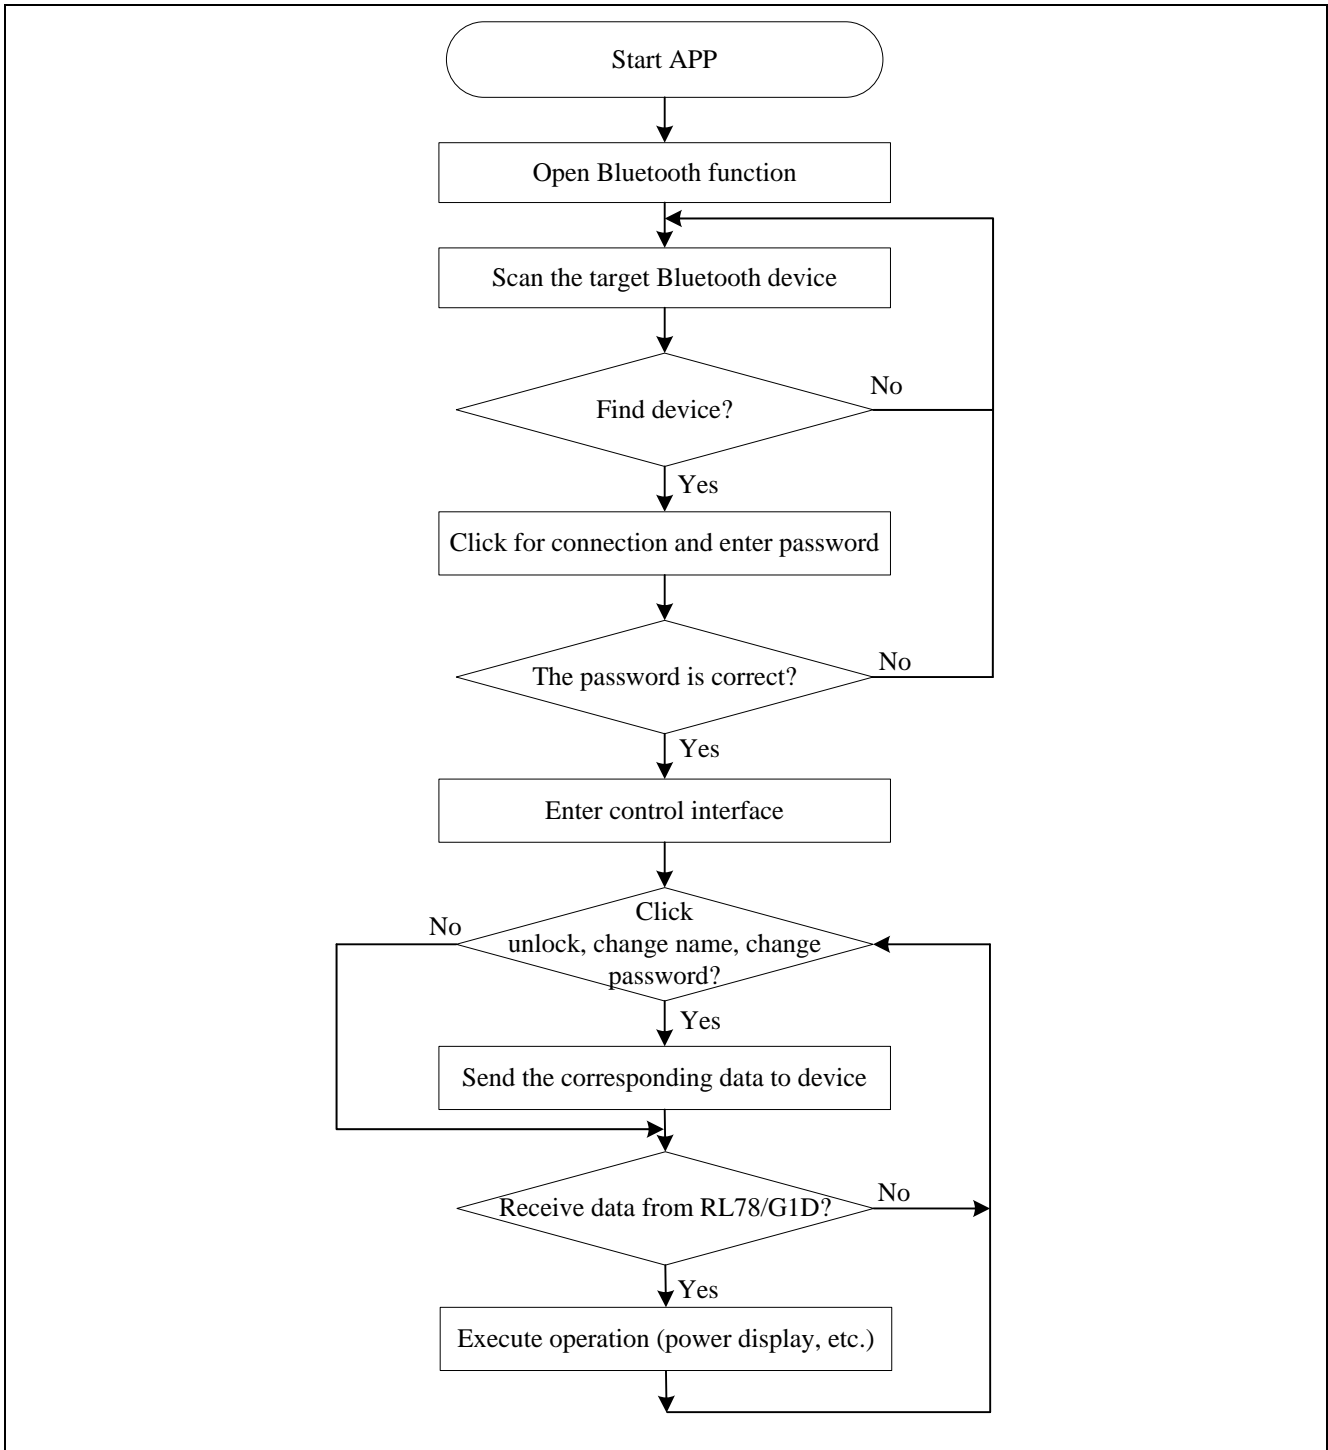 Start APP
Open Bluetooth function
Scan the target Bluetooth device
No
Find device?
Yes
Click for connection and enter password
No
The password is correct?
Yes
Enter control interface
No
Click
unlock, change name, change
password?
Yes
Send the corresponding data to device
No
Receive data from RL78/G1D?
Yes
Execute operation (power display, etc.)